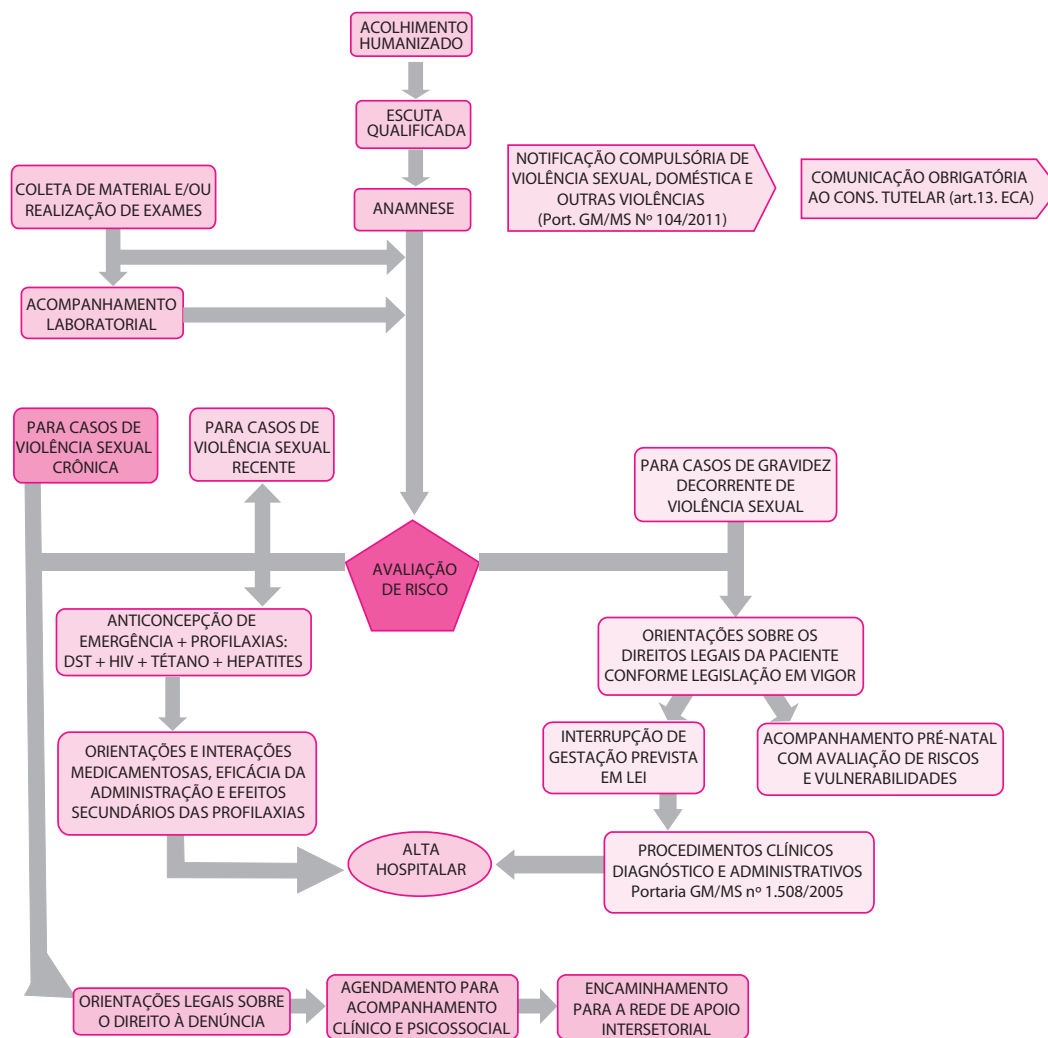 ACOLHIMENTO
HUMANIZADO
ESCUTA
QUALIFICADA
ANAMNESE
NOTIFICAÇÃO COMPULSÓRIA DE
VIOLÊNCIA SEXUAL, DOMÉSTICA E
OUTRAS VIOLÊNCIAS
(Port. GM/MS Nº 104/2011)
COMUNICAÇÃO OBRIGATÓRIA
AO CONS. TUTELAR (art.13. ECA)
COLETA DE MATERIAL E/OU
REALIZAÇÃO DE EXAMES
ACOMPANHAMENTO
LABORATORIAL
PARA CASOS DE
VIOLÊNCIA SEXUAL
CRÔNICA
PARA CASOS DE
VIOLÊNCIA SEXUAL
RECENTE
PARA CASOS DE GRAVIDEZ
DECORRENTE DE
VIOLÊNCIA SEXUAL
AVALIAÇÃO
DE RISCO
ANTICONCEPÇÃO DE
EMERGÊNCIA + PROFILAXIAS:
DST + HIV + TÉTANO + HEPATITES
ORIENTAÇÕES SOBRE OS
DIREITOS LEGAIS DA PACIENTE
CONFORME LEGISLAÇÃO EM VIGOR
ORIENTAÇÕES E INTERAÇÕES
MEDICAMENTOSAS, EFICÁCIA DA
ADMINISTRAÇÃO E EFEITOS
SECUNDÁRIOS DAS PROFILAXIAS
INTERRUPÇÃO DE
GESTAÇÃO PREVISTA
EM LEI
ACOMPANHAMENTO PRÉ-NATAL
COM AVALIAÇÃO DE RISCOS
E VULNERABILIDADES
ALTA
HOSPITALAR
PROCEDIMENTOS CLÍNICOS
DIAGNÓSTICO E ADMINISTRATIVOS
Portaria GM/MS nº 1.508/2005
ORIENTAÇÕES LEGAIS SOBRE
O DIREITO À DENÚNCIA
AGENDAMENTO PARA
ACOMPANHAMENTO
CLÍNICO E PSICOSSOCIAL
ENCAMINHAMENTO
PARA A REDE DE APOIO
INTERSETORIAL